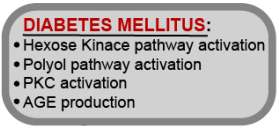 DIABETES MELLITUS:
• Hexose Kinace pathway activation
• Polyol pathway activation
• PKC activation
• AGE production